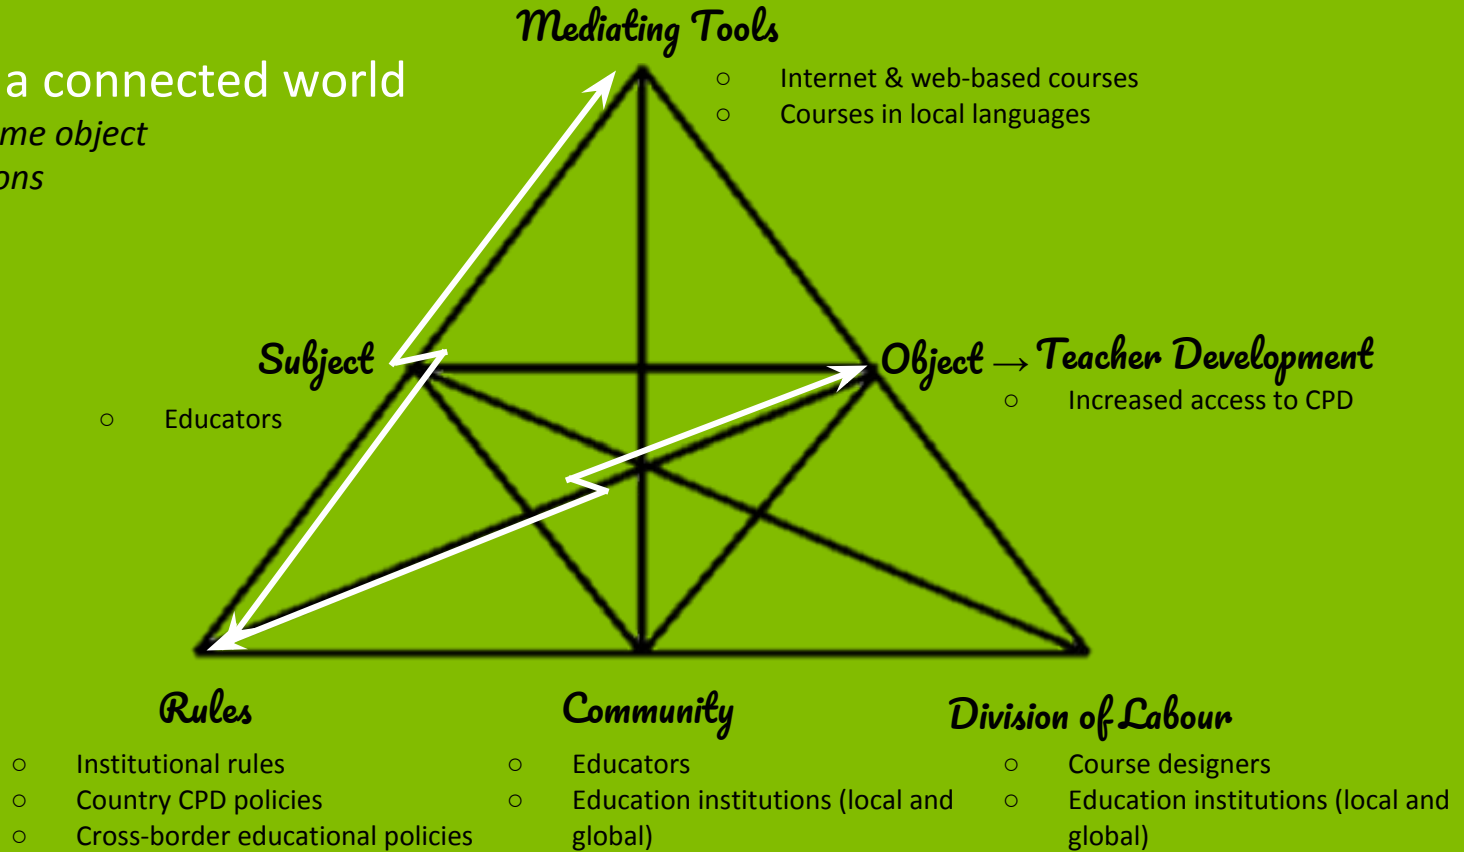 Mediating Tools
a connected world
me object
ons
○ Internet & web-based courses
○ Courses in local languages
Subject
○ Educators
Object → Teacher Development
○ Increased access to CPD
Rules
○ Institutional rules
○ Country CPD policies
○ Cross-border educational policies
Community
○ Educators
○ Education institutions (local and
global)
Division of Labour
○ Course designers
○ Education institutions (local and
global)